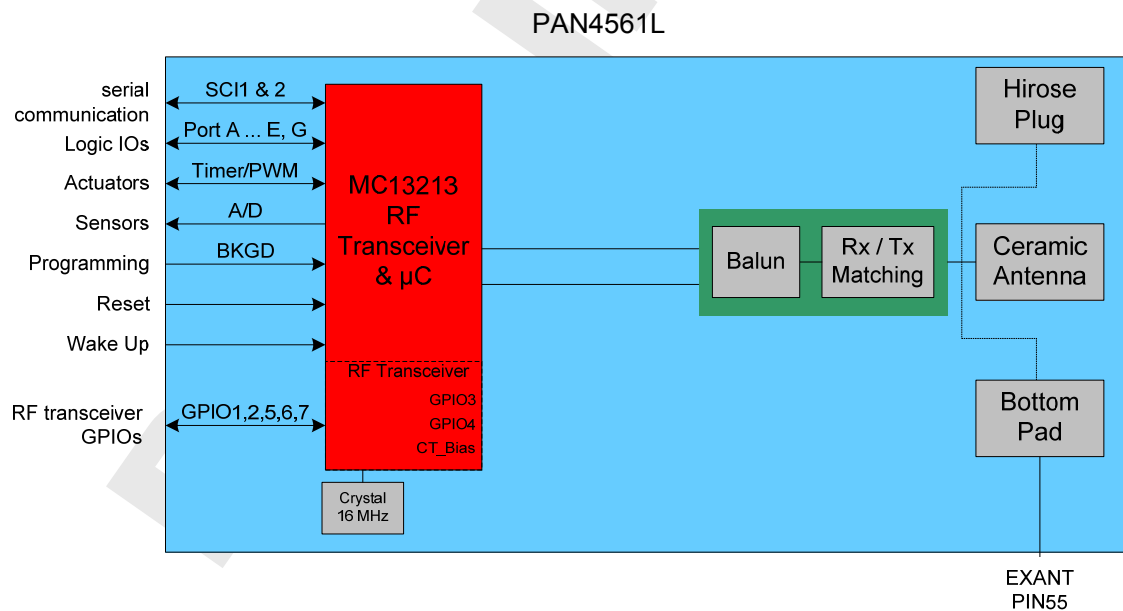 PAN4561L
serial
communication
SCI1 & 2
Logic IOs
Port A ... E, G
Actuators
Timer/PWM
Sensors
A/D
Programming
BKGD
Reset
Wake Up
RF transceiver
GPIOs
GPIO1,2,5,6,7
MC13213
RF
Transceiver
& µC
RF Transceiver
GPIO3
GPIO4
CT_Bias
Crystal
16 MHz
Balun
Rx / Tx
Matching
Hirose
Plug
Ceramic
Antenna
Bottom
Pad
EXANT
PIN55